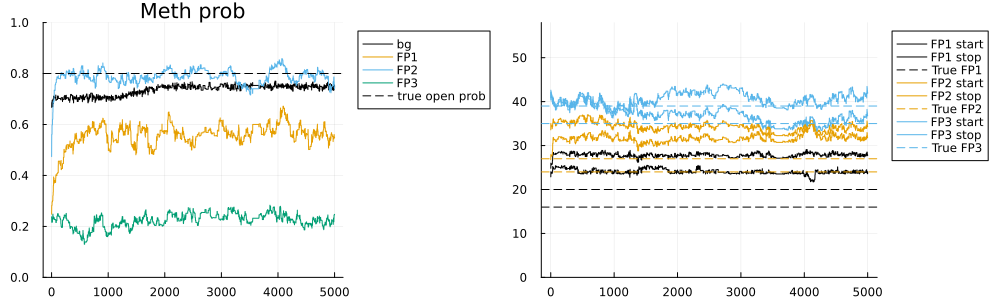 Meth prob
1.0
0.8
0.6
0.4
0.2
0.0
0 1000 2000 3000 4000 5000
bg
FP1
FP2
FP3
true open prob
50
40
30
20
10
0
0 1000 2000 3000 4000 5000
FP1 start
FP1 stop
True FP1
FP2 start
FP2 stop
True FP2
FP3 start
FP3 stop
True FP3